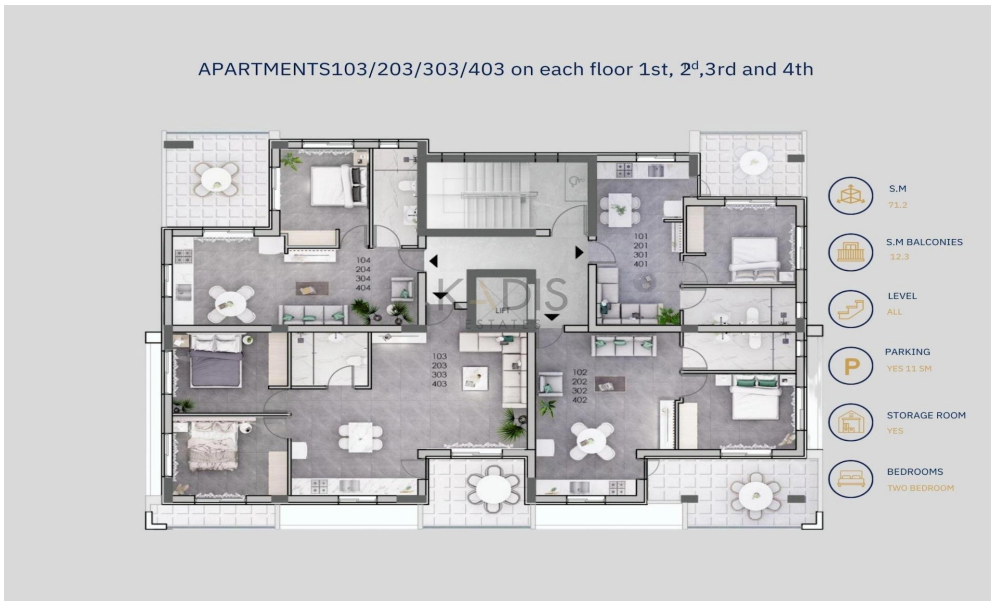 APARTMENTS103/203/303/403 on each floor 1st, 2d,3rd and 4th
S.M
71.2
S.M BALCONIES
12.3
LEVEL
ALL
P
PARKING
YES 11 SM
STORAGE ROOM
YES
BEDROOMS
TWO BEDROOM
104
204
304
404
101
201
301
401
KADIS
ESTATES
LIFT
103
203
303
403
102
202
302
402